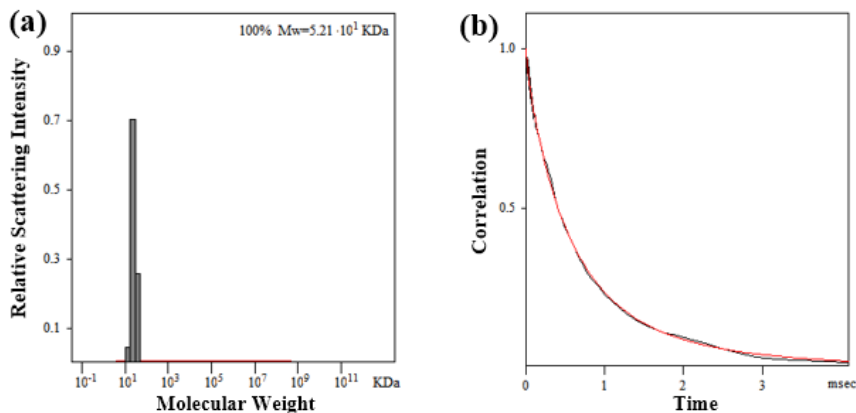 (a)
100% Mw=5.21 ·10¹ KDa
Relative Scattering Intensity
0.9
0.7
0.5
0.3
0.1
10⁻¹ 10¹ 10³ 10⁵ 10⁷ 10⁹ 10¹¹ KDa
Molecular Weight
(b)
Correlation
1.0
0.5
0 1 2 3 msec
Time